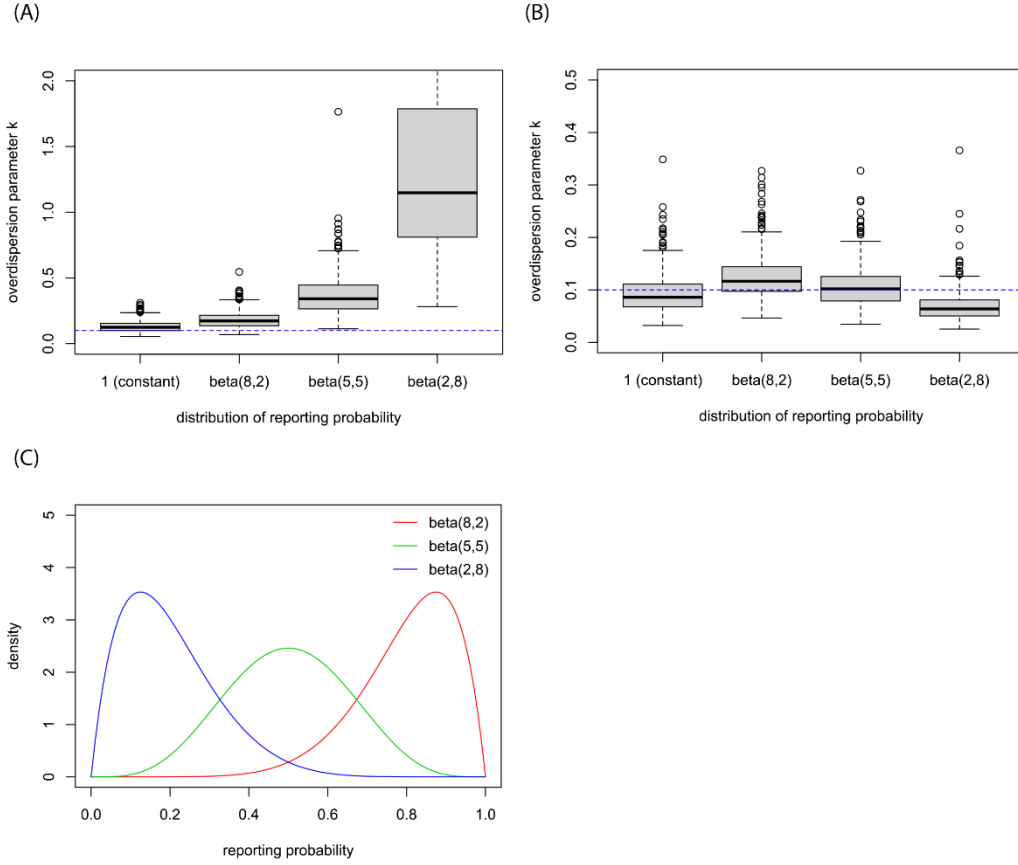 (A)
overdispersion parameter k
2.0
1.5
1.0
0.5
0.0
1 (constant) beta(8,2) beta(5,5) beta(2,8)
distribution of reporting probability
(B)
overdispersion parameter k
0.5
0.4
0.3
0.2
0.1
0.0
1 (constant) beta(8,2) beta(5,5) beta(2,8)
distribution of reporting probability
(C)
density
5
4
3
2
1
0
beta(8,2)
beta(5,5)
beta(2,8)
0.0 0.2 0.4 0.6 0.8 1.0
reporting probability